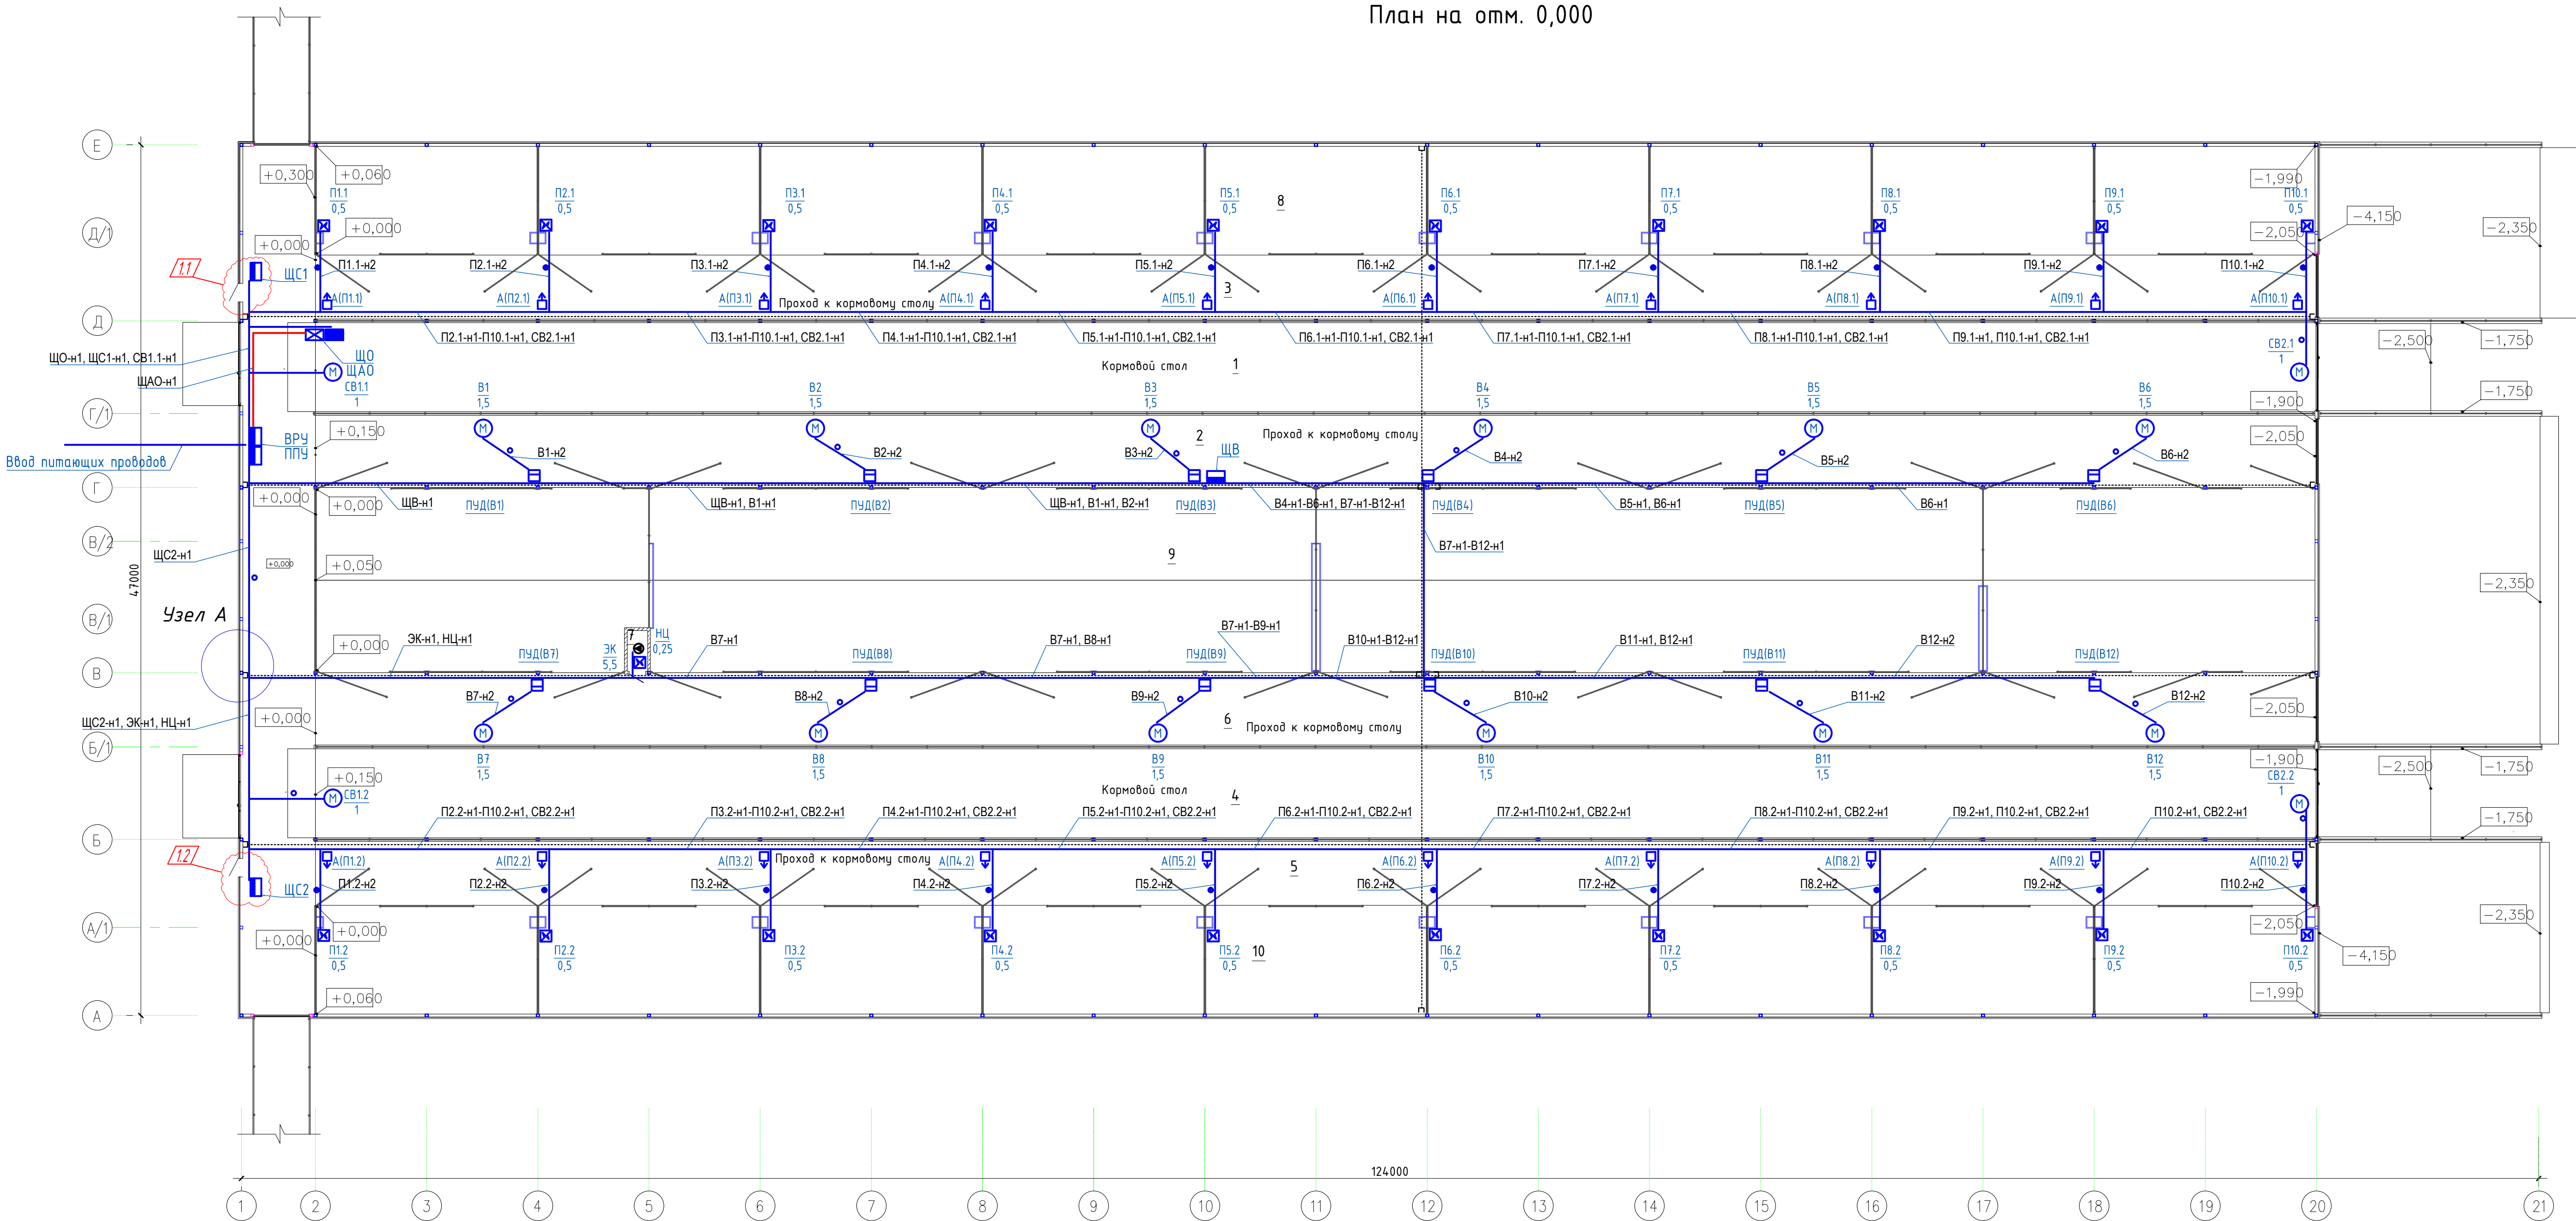 План на отм. 0,000
Е
+0,300
+0,060
-1,990
П1.1
0,5
П2.1
0,5
П3.1
0,5
П4.1
0,5
П5.1
0,5
8
П6.1
0,5
П7.1
0,5
П8.1
0,5
П9.1
0,5
П10.1
0,5
-4,150
-2,350
Д/1
+0,000
+0,000
-2,050
1.1
ЩС1
П1.1-н2
П2.1-н2
П3.1-н2
П4.1-н2
П5.1-н2
П6.1-н2
П7.1-н2
П8.1-н2
П9.1-н2
П10.1-н2
А(П1.1)
А(П2.1)
А(П3.1)
Проход к кормовому столу
А(П4.1)
А(П5.1)
3
А(П6.1)
А(П7.1)
А(П8.1)
А(П9.1)
А(П10.1)
Д
П2.1-н1-П10.1-н1, СВ2.1-н1
П3.1-н1-П10.1-н1, СВ2.1-н1
П4.1-н1-П10.1-н1, СВ2.1-н1
П5.1-н1-П10.1-н1, СВ2.1-н1
П6.1-н1-П10.1-н1, СВ2.1-н1
П7.1-н1-П10.1-н1, СВ2.1-н1
П8.1-н1-П10.1-н1, СВ2.1-н1
П9.1-н1, П10.1-н1, СВ2.1-н1
СВ2.1
1
-2,500
-1,750
ЩО-н1, ЩС1-н1, СВ1.1-н1
ЩО
ЩАО
Кормовой стол
1
ЩАО-н1
М
СВ1.1
1
М
В1
1,5
В2
1,5
В3
1,5
В4
1,5
В5
1,5
В6
1,5
-1,750
-1,900
Г/1
+0,150
М
М
М
М
М
М
2
Проход к кормовому столу
-2,050
ВРУ
ППУ
ЩВ
Ввод питающих проводов
В1-н2
В2-н2
В3-н2
В4-н2
В5-н2
В6-н2
Г
+0,000
+0,000
ЩВ-н1
ПУД(В1)
ЩВ-н1, В1-н1
ПУД(В2)
ЩВ-н1, В1-н1, В2-н1
ПУД(В3)
В4-н1-В6-н1, В7-н1-В12-н1
ПУД(В4)
В5-н1, В6-н1
ПУД(В5)
В6-н1
ПУД(В6)
В/2
ЩС2-н1
+0,000
+0,050
9
В7-н1-В12-н1
47000
-2,350
Узел А
В/1
7
НЦ
0,25
ЭК
5,5
+0,000
ЭК-н1, НЦ-н1
ПУД(В7)
В7-н1
ПУД(В8)
В7-н1, В8-н1
ПУД(В9)
В7-н1-В9-н1
В10-н1-В12-н1
ПУД(В10)
В11-н1, В12-н1
ПУД(В11)
В12-н2
ПУД(В12)
В
В7-н2
В8-н2
В9-н2
В10-н2
В11-н2
В12-н2
ЩС2-н1, ЭК-н1, НЦ-н1
+0,000
6
Проход к кормовому столу
-2,050
М
М
М
М
М
М
Б/1
В7
1,5
В8
1,5
В9
1,5
В10
1,5
В11
1,5
В12
1,5
-1,900
-2,500
-1,750
+0,150
СВ2.2
1
М
СВ1.2
1
Кормовой стол
4
М
П2.2-н1-П10.2-н1, СВ2.2-н1
П3.2-н1-П10.2-н1, СВ2.2-н1
П4.2-н1-П10.2-н1, СВ2.2-н1
П5.2-н1-П10.2-н1, СВ2.2-н1
П6.2-н1-П10.2-н1, СВ2.2-н1
П7.2-н1-П10.2-н1, СВ2.2-н1
П8.2-н1-П10.2-н1, СВ2.2-н1
П9.2-н1, П10.2-н1, СВ2.2-н1
П10.2-н1, СВ2.2-н1
-1,750
Б
1.2
А(П1.2)
А(П2.2)
А(П3.2)
Проход к кормовому столу
А(П4.2)
А(П5.2)
5
А(П6.2)
А(П7.2)
А(П8.2)
А(П9.2)
А(П10.2)
ЩС2
П1.2-н2
П2.2-н2
П3.2-н2
П4.2-н2
П5.2-н2
П6.2-н2
П7.2-н2
П8.2-н2
П9.2-н2
П10.2-н2
А/1
+0,000
+0,000
-2,050
-2,350
П1.2
0,5
П2.2
0,5
П3.2
0,5
П4.2
0,5
П5.2
0,5
10
П6.2
0,5
П7.2
0,5
П8.2
0,5
П9.2
0,5
П10.2
0,5
-4,150
+0,060
-1,990
А
124000
1
2
3
4
5
6
7
8
9
10
11
12
13
14
15
16
17
18
19
20
21